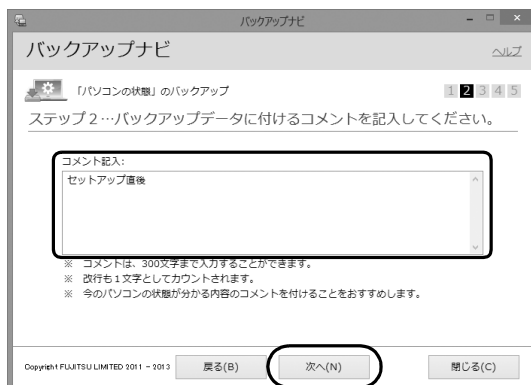 バックアップナビ
バックアップナビ
ヘルプ
「パソコンの状態」のバックアップ
1 2 3 4 5
ステップ2…バックアップデータに付けるコメントを記入してください。
コメント記入:
セットアップ直後
※ コメントは、300文字まで入力することができます。
※ 改行も1文字としてカウントされます。
※ 今のパソコンの状態が分かる内容のコメントを付けることをおすすめします。
Copyright FUJITSU LIMITED 2011 - 2013
戻る(B)
次へ(N)
閉じる(C)